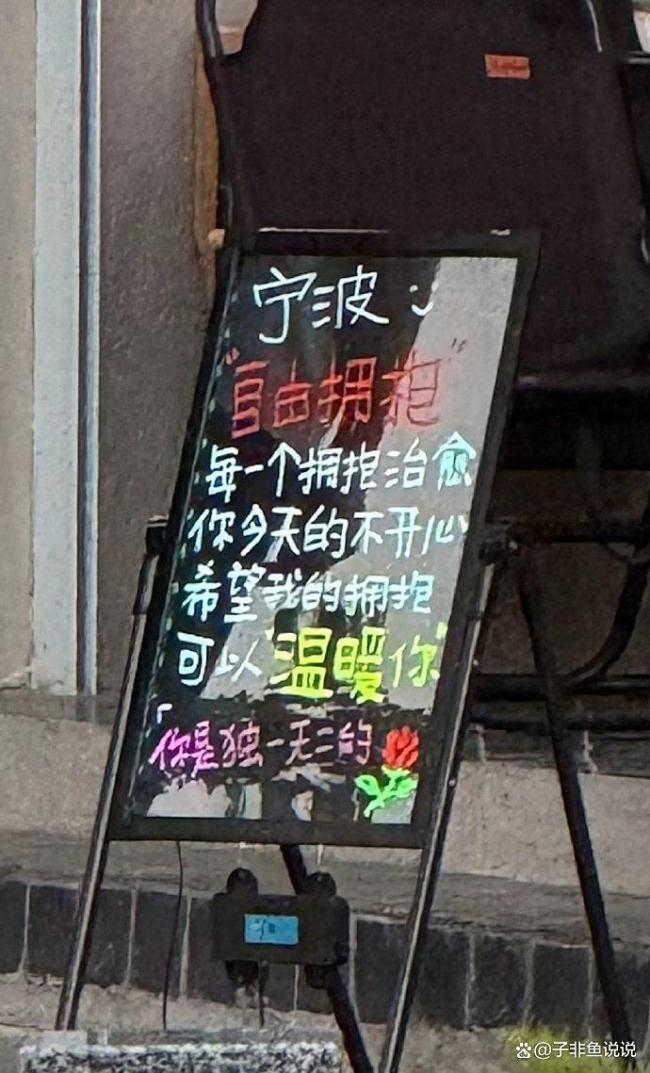 宁波
"自由拥抱"
每一个拥抱治愈
你今天的不开心
希望我的拥抱
可以"温暖你"
「你是独一无二的
@子非鱼说说